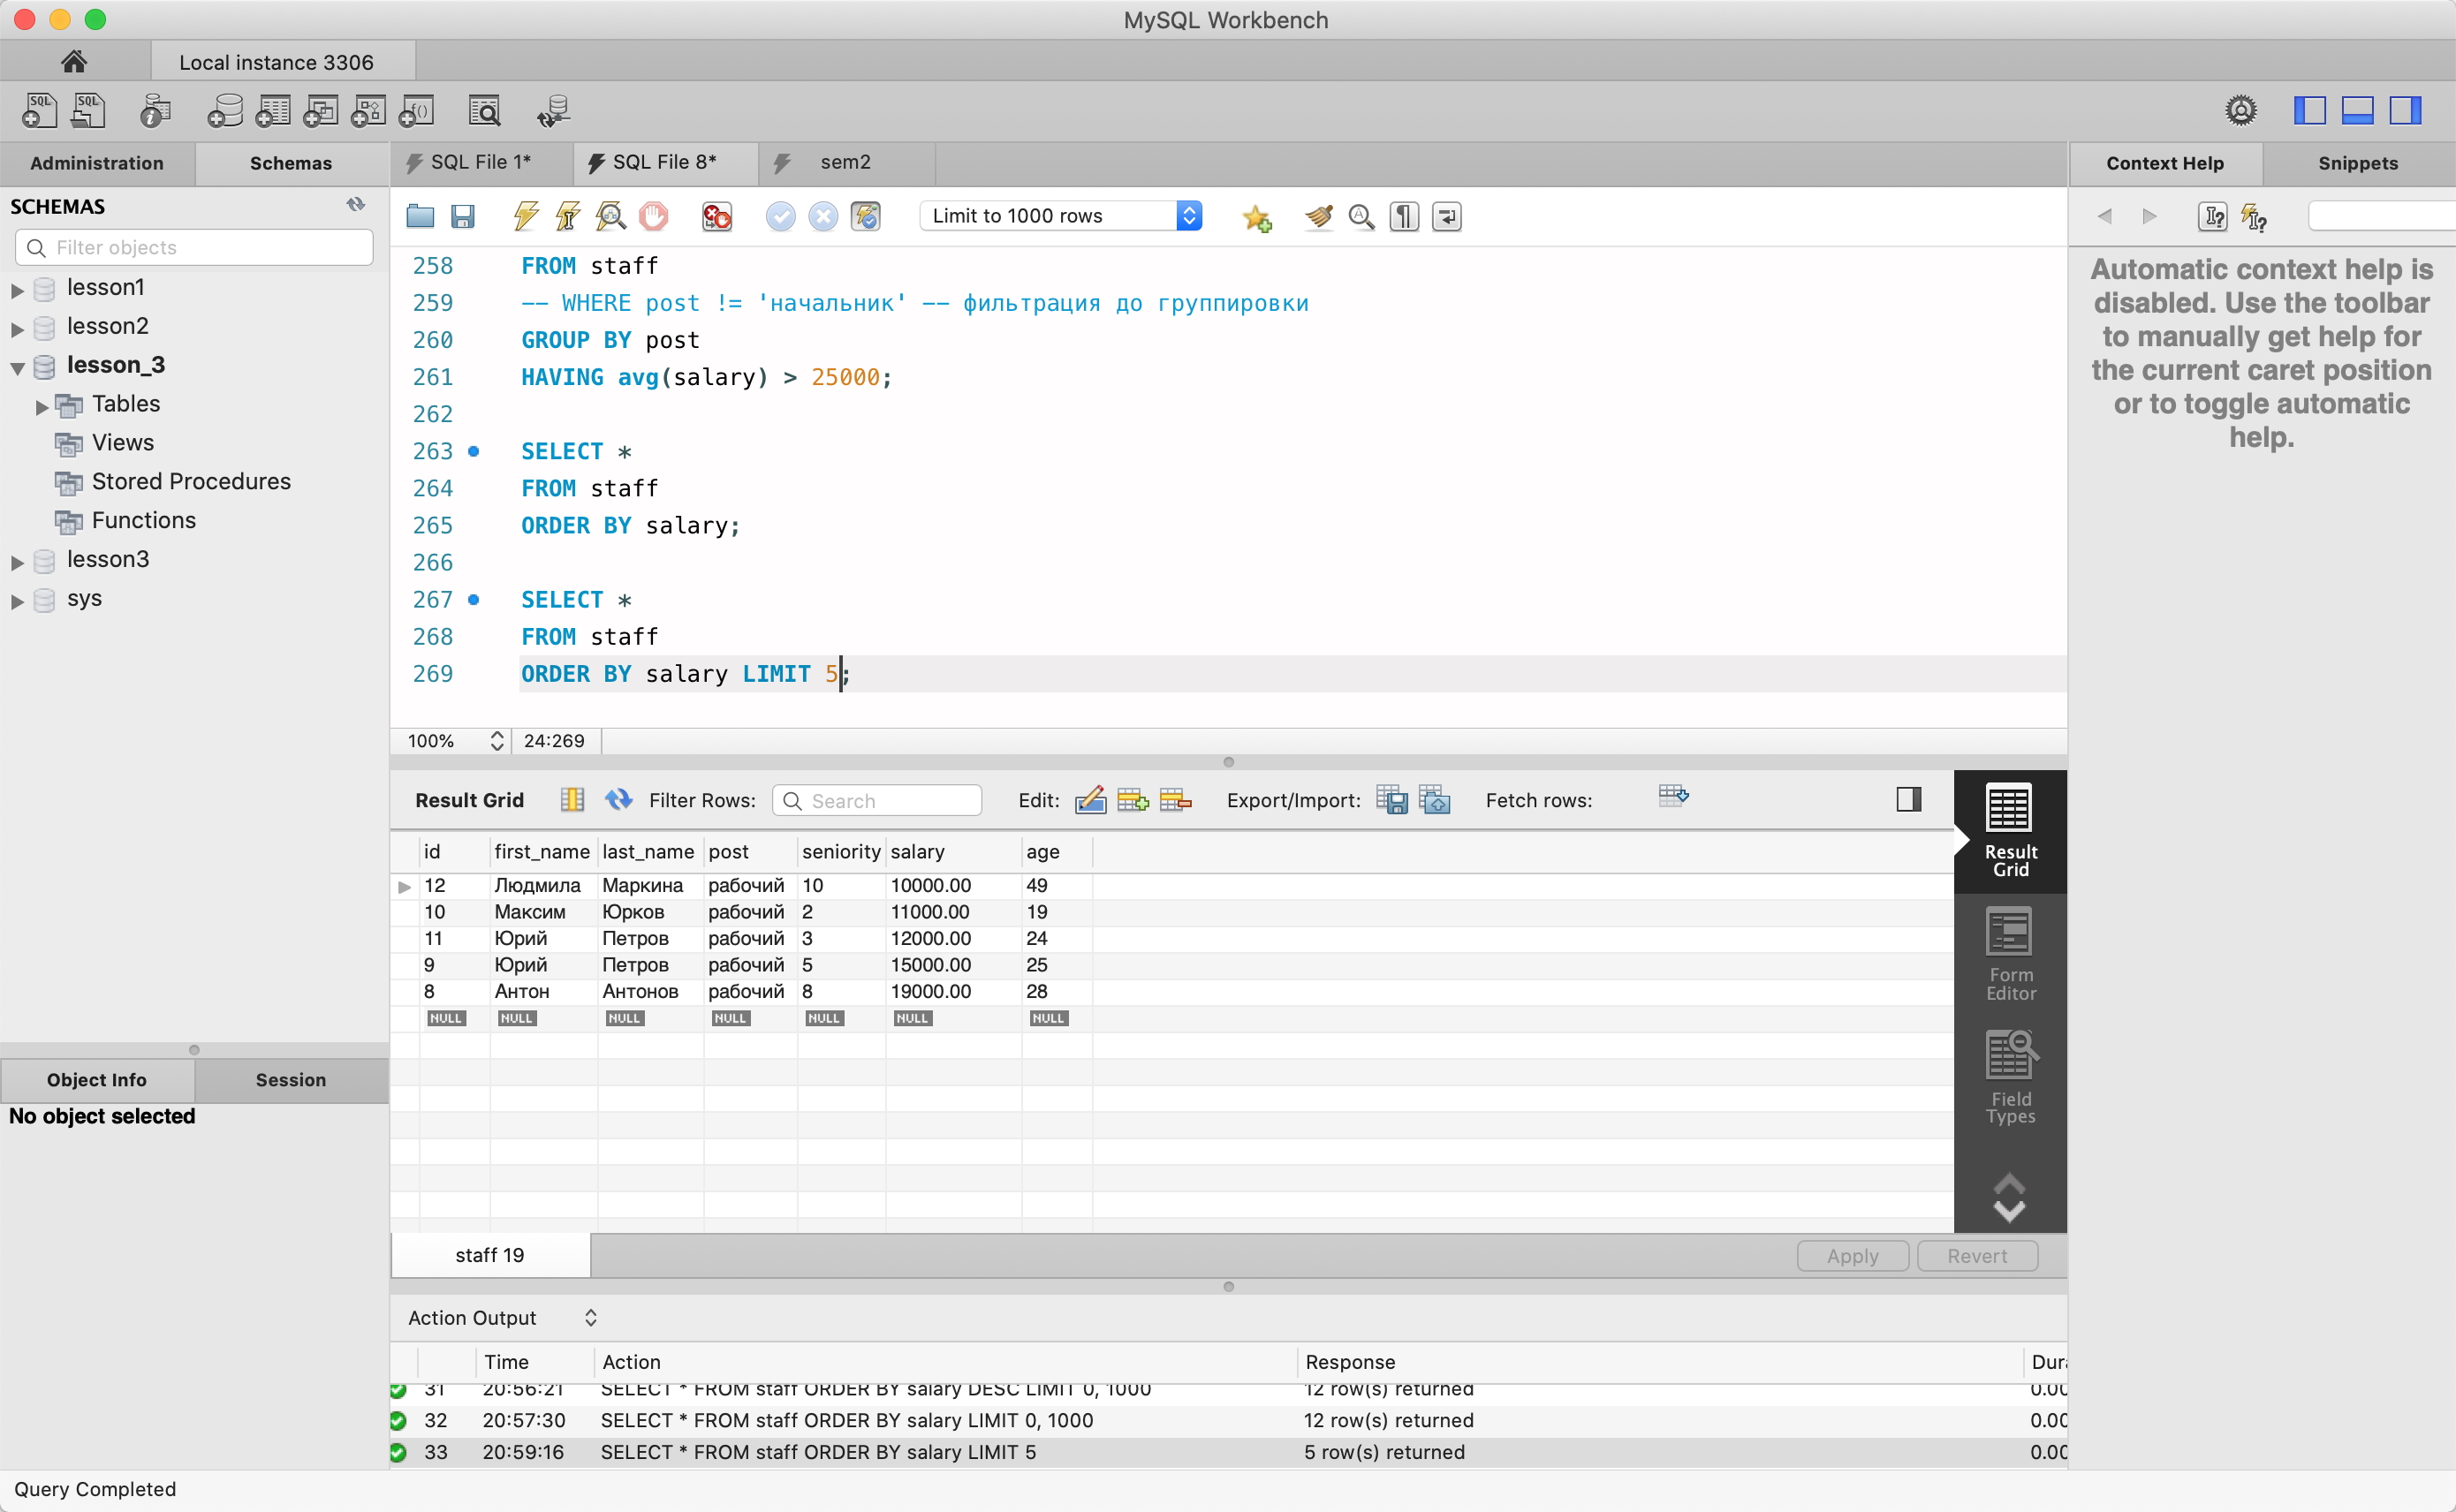 MySQL Workbench
Local instance 3306
Administration Schemas
SCHEMAS
Filter objects
lesson1
lesson2
lesson_3
Tables
Views
Stored Procedures
Functions
lesson3
sys
Object Info Session
No object selected
SQL File 1* SQL File 8* sem2
Limit to 1000 rows
258 FROM staff
259 -- WHERE post != 'начальник' -- фильтрация до группировки
260 GROUP BY post
261 HAVING avg(salary) > 25000;
262
263 SELECT *
264 FROM staff
265 ORDER BY salary;
266
267 SELECT *
268 FROM staff
269 ORDER BY salary LIMIT 5;
100% 24:269
Result Grid Filter Rows: Search Edit: Export/Import: Fetch rows:
id first_name last_name post seniority salary age
12 Людмила Маркина рабочий 10 10000.00 49
10 Максим Юрков рабочий 2 11000.00 19
11 Юрий Петров рабочий 3 12000.00 24
9 Юрий Петров рабочий 5 15000.00 25
8 Антон Антонов рабочий 8 19000.00 28
NULL NULL NULL NULL NULL NULL NULL
Result
Grid
Form
Editor
Field
Types
staff 19 Apply Revert
Action Output
Time Action Response Dura
31 20:56:21 SELECT * FROM staff ORDER BY salary DESC LIMIT 0, 1000 12 row(s) returned 0.00
32 20:57:30 SELECT * FROM staff ORDER BY salary LIMIT 0, 1000 12 row(s) returned 0.00
33 20:59:16 SELECT * FROM staff ORDER BY salary LIMIT 5 5 row(s) returned 0.00
Query Completed
Context Help Snippets
Automatic context help is
disabled. Use the toolbar
to manually get help for
the current caret position
or to toggle automatic
help.